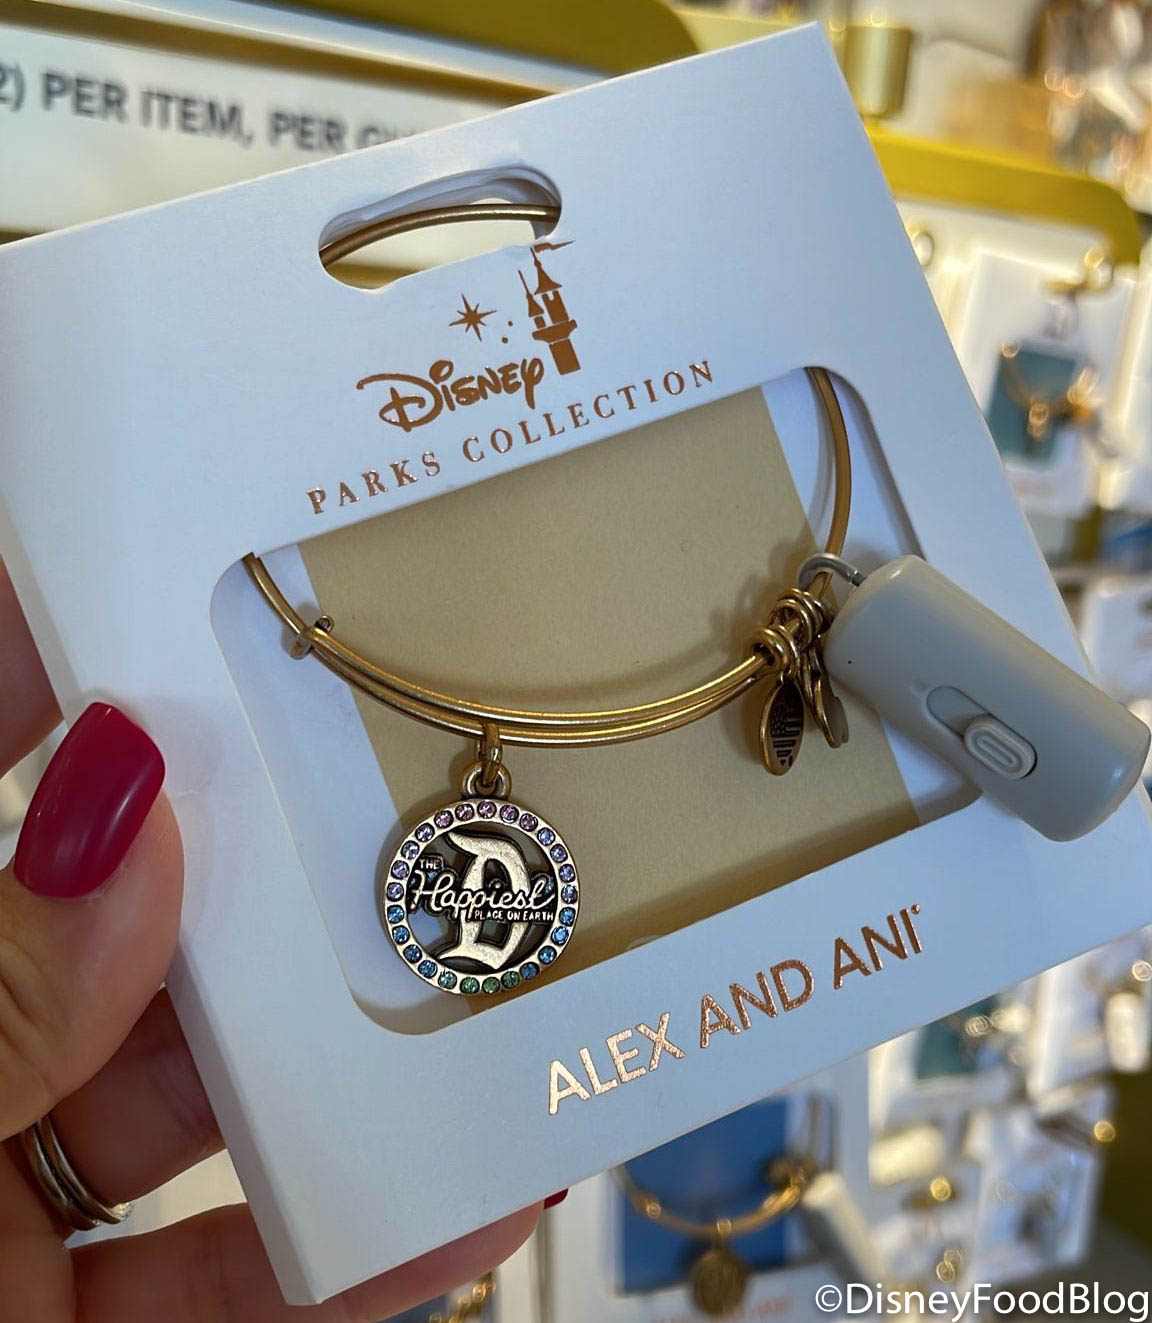 2) PER ITEM, PER
Disney
PARKS COLLECTION
D
THE
Happiest
PLACE ON EARTH
ALEX AND ANI
©DisneyFoodBlog